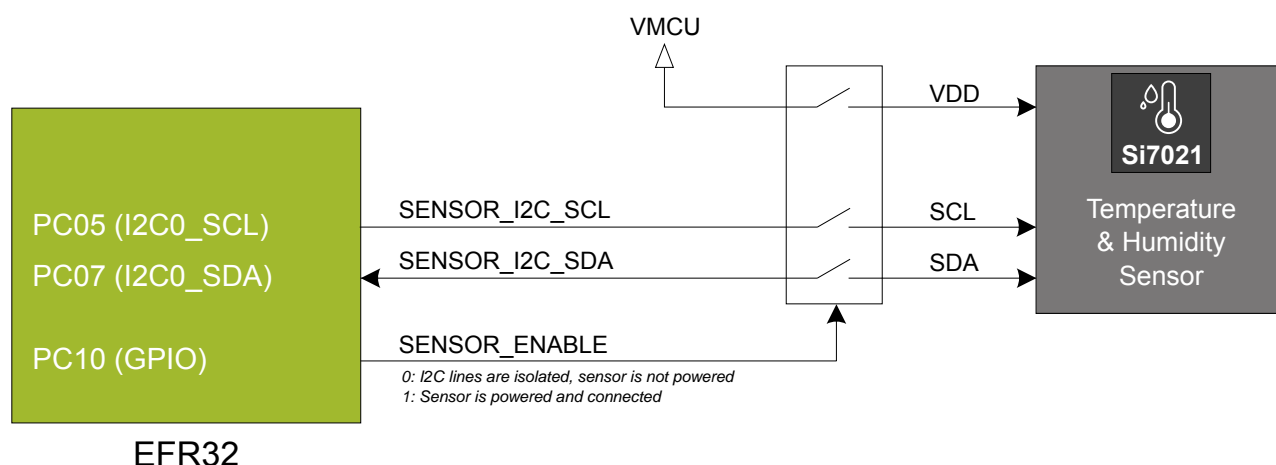 VMCU
VDD
Si7021
PC05 (I2C0_SCL)
SENSOR_I2C_SCL
SCL
Temperature
& Humidity
Sensor
PC07 (I2C0_SDA)
SENSOR_I2C_SDA
SDA
PC10 (GPIO)
SENSOR_ENABLE
0: I2C lines are isolated, sensor is not powered
1: Sensor is powered and connected
EFR32